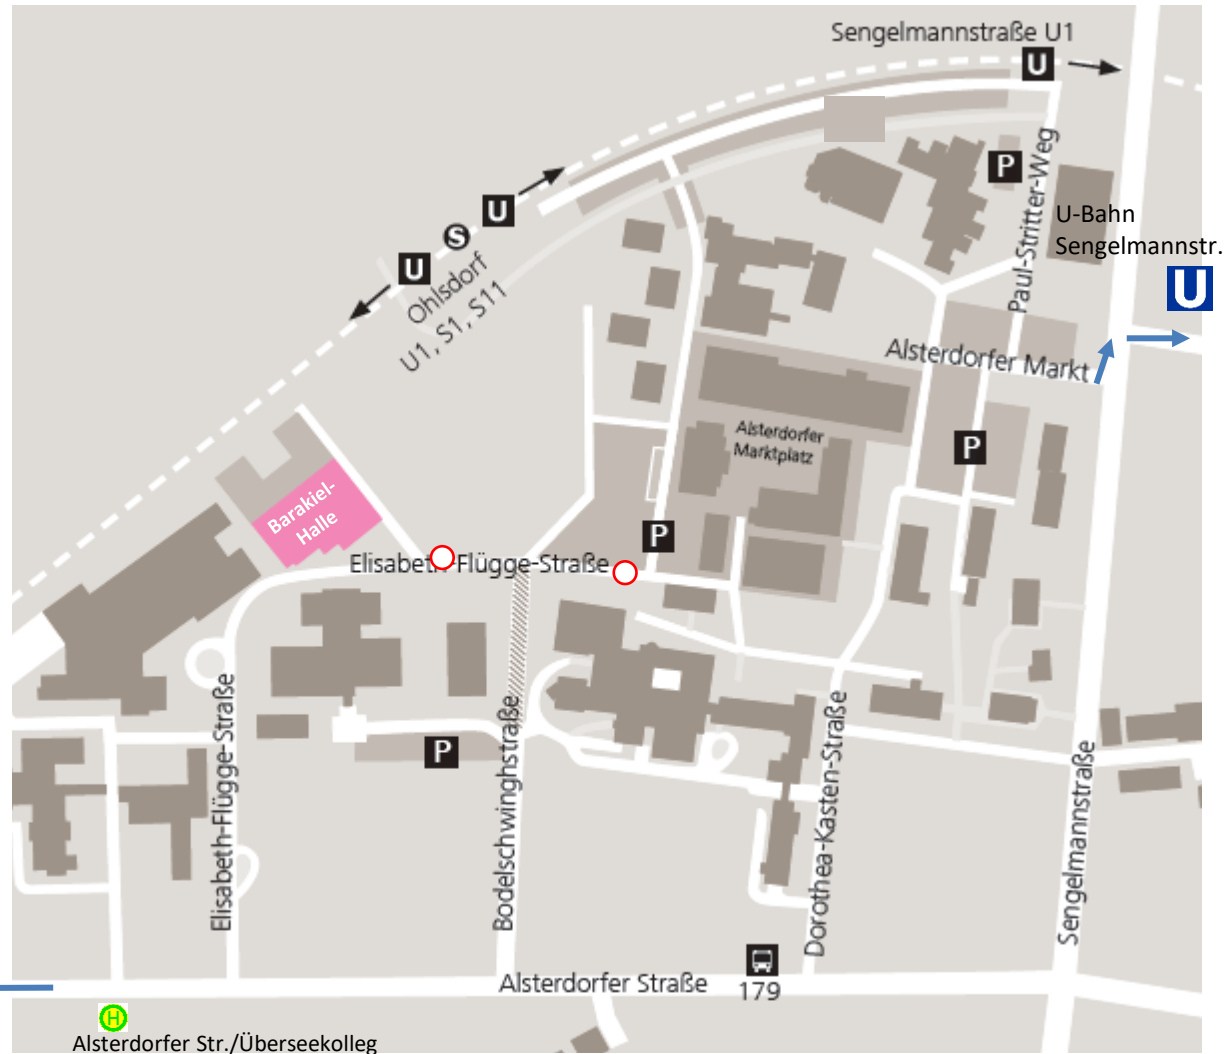 Sengelmannstraße U1
U
P
Paul-Stritter-Weg
U-Bahn
Sengelmannstr.
U
U
S
U
Ohlsdorf
U1, S1, S11
Alsterdorfer Markt
Alsterdorfer
Marktplatz
P
Barakiel-
Halle
P
Elisabeth-Flügge-Straße
Elisabeth-Flügge-Straße
P
Bodelschwinghstraße
Dorothea-Kasten-Straße
Sengelmannstraße
Alsterdorfer Straße
179
H
Alsterdorfer Str./Überseekolleg